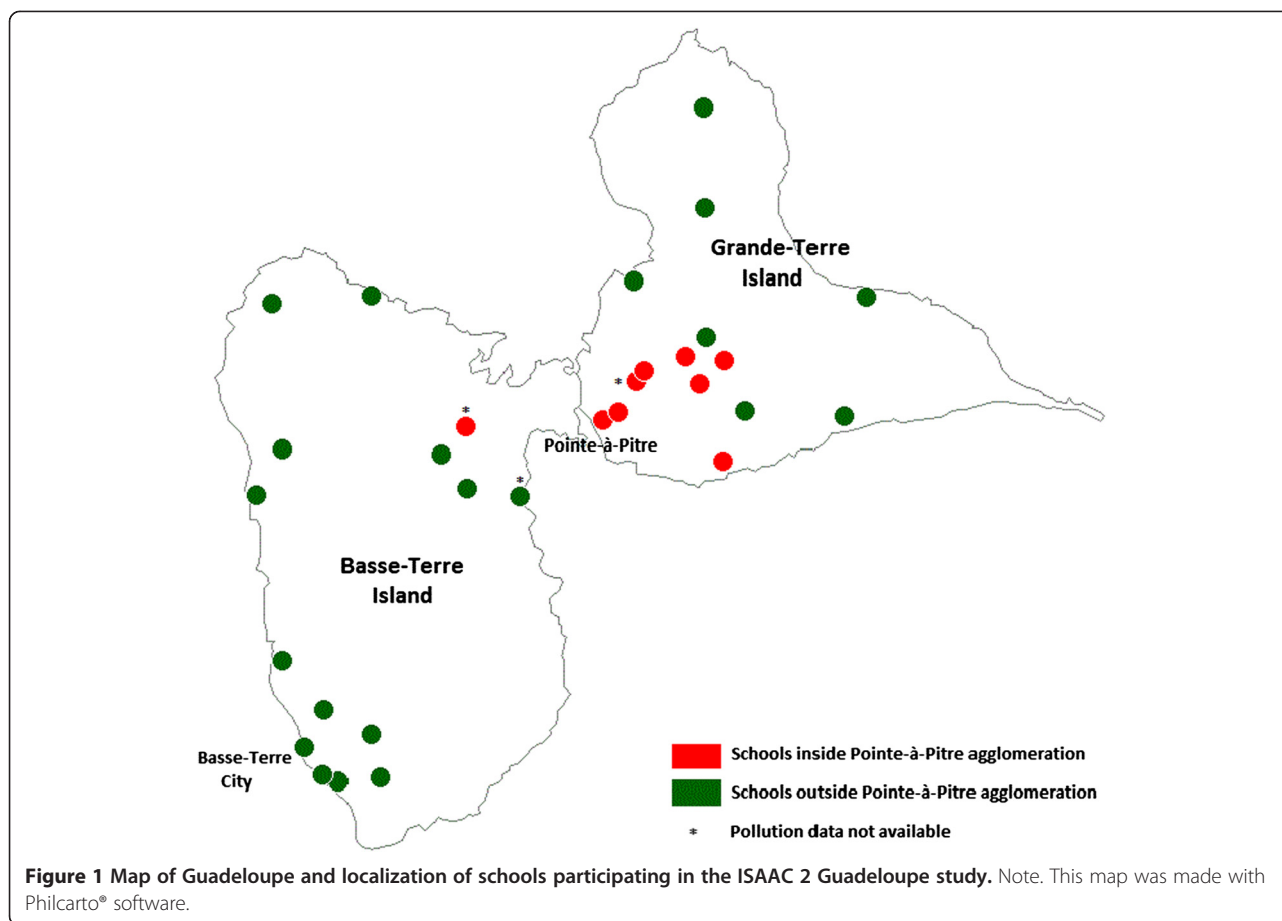 Grande-Terre
Island
*
*
Pointe-à-Pitre
*
Basse-Terre
Island
Basse-Terre
City
Schools inside Pointe-à-Pitre agglomeration
Schools outside Pointe-à-Pitre agglomeration
* Pollution data not available
Figure 1 Map of Guadeloupe and localization of schools participating in the ISAAC 2 Guadeloupe study. Note. This map was made with
Philcarto® software.